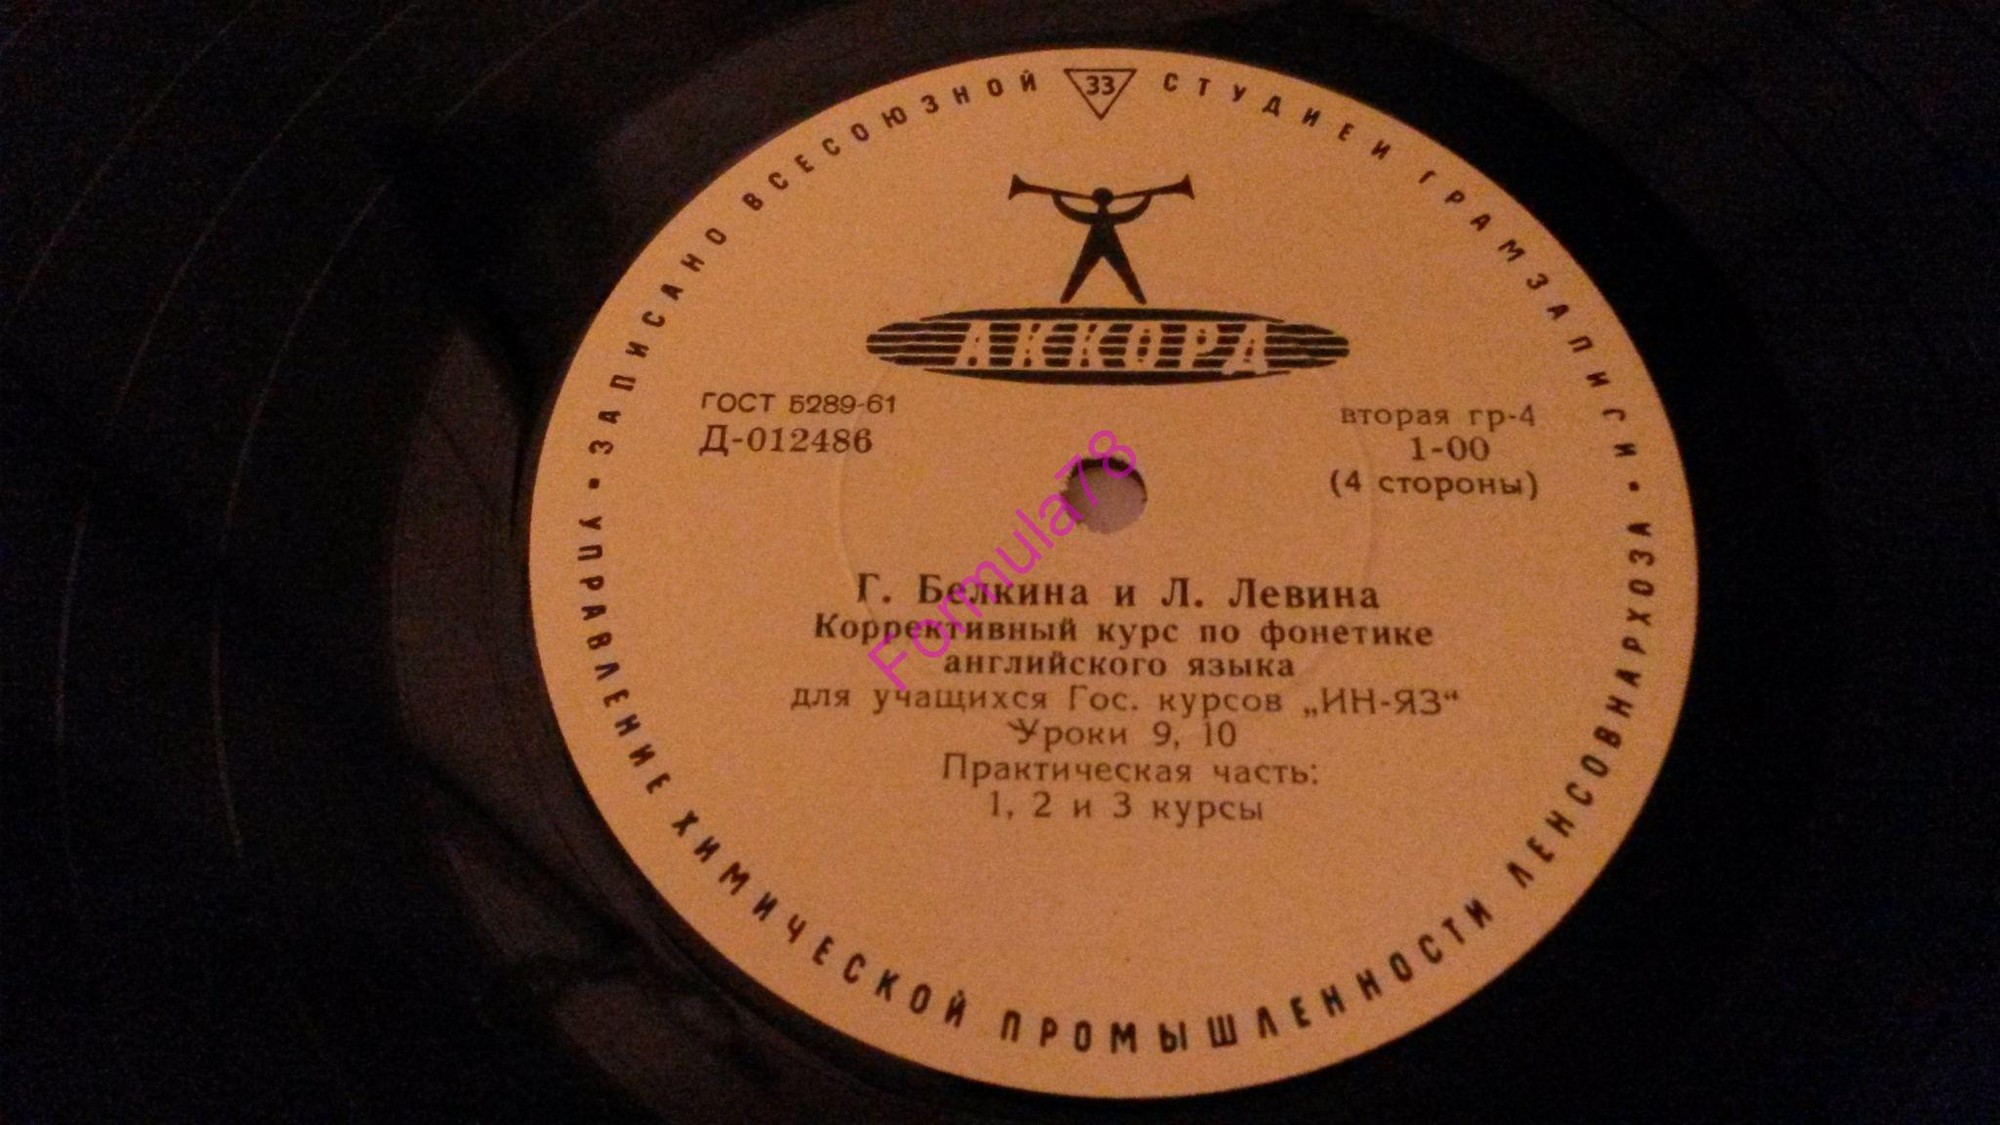 ЗАПИСАНО ВСЕСОЮЗНОЙ СТУДИЕЙ ГРАМЗАПИСИ
33
АККОРД
ГОСТ 5289-61
Д-012486
вторая гр-4
1-00
(4 стороны)
Г. Белкина и Л. Левина
Коррективный курс по фонетике
английского языка
для учащихся Гос. курсов „ИН-ЯЗ“
Уроки 9, 10
Практическая часть:
1, 2 и 3 курсы
УПРАВЛЕНИЕ ХИМИЧЕСКОЙ ПРОМЫШЛЕННОСТИ ЛЕНСОВНАРХОЗА
Formula78